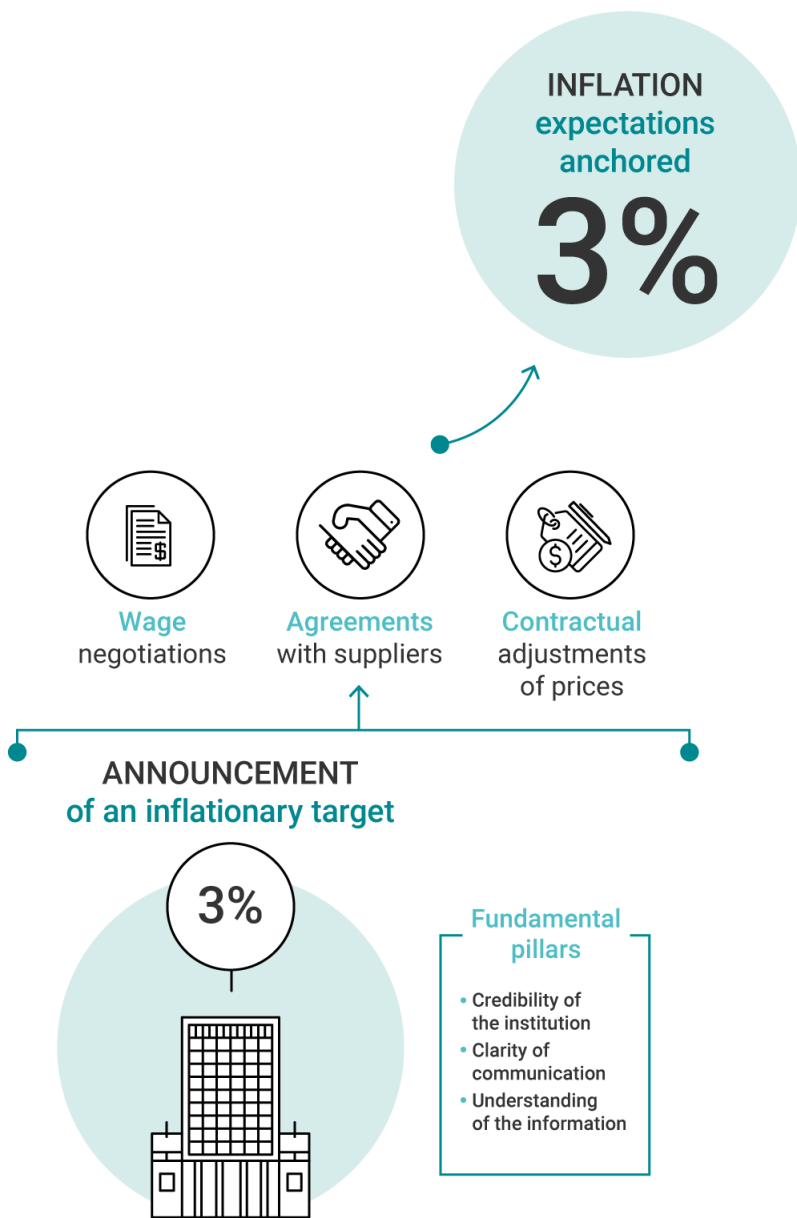 INFLATION
expectations
anchored
3%
Wage
negotiations
Agreements
with suppliers
Contractual
adjustments
of prices
ANNOUNCEMENT
of an inflationary target
3%
Fundamental
pillars
• Credibility of
the institution
• Clarity of
communication
• Understanding
of the information
$
$